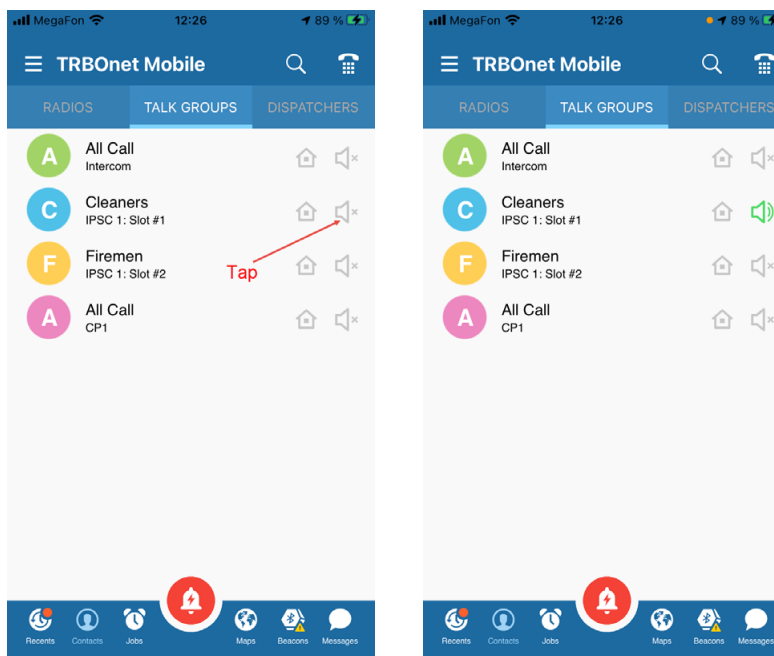 MegaFon 12:26 89 %
TRBOnet Mobile
RADIOS TALK GROUPS DISPATCHERS
A All Call
Intercom
C Cleaners
IPSC 1: Slot #1
F Firemen
IPSC 1: Slot #2
Tap
A All Call
CP1
Recents Contacts Jobs Maps Beacons Messages
MegaFon 12:26 89 %
TRBOnet Mobile
RADIOS TALK GROUPS DISPATCHERS
A All Call
Intercom
C Cleaners
IPSC 1: Slot #1
F Firemen
IPSC 1: Slot #2
A All Call
CP1
Recents Contacts Jobs Maps Beacons Messages